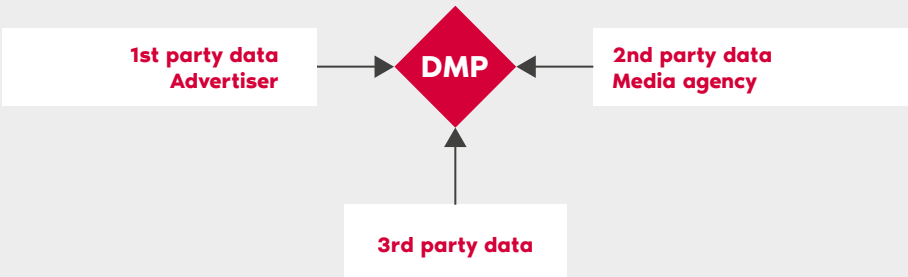 1st party data
Advertiser
DMP
2nd party data
Media agency
3rd party data